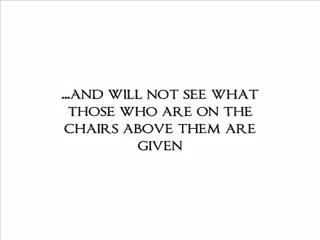 ...AND WILL NOT SEE WHAT
THOSE WHO ARE ON THE
CHAIRS ABOVE THEM ARE
GIVEN